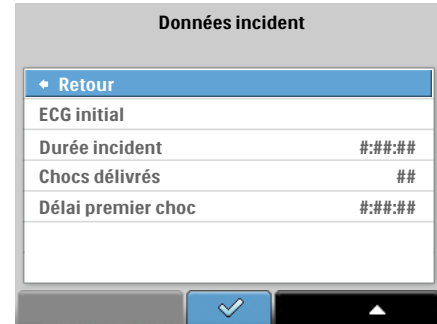 Données incident
Retour
ECG initial
Durée incident #:##:##
Chocs délivrés ##
Délai premier choc #:##:##